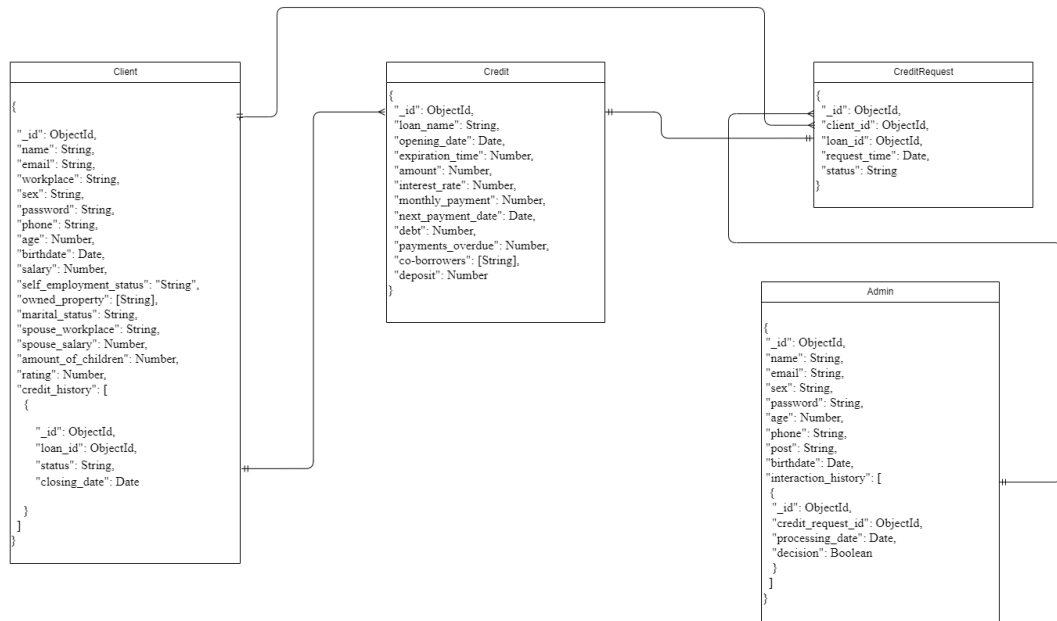 Client
{
"_id": ObjectId,
"name": String,
"email": String,
"workplace": String,
"sex": String,
"password": String,
"phone": String,
"age": Number,
"birthdate": Date,
"salary": Number,
"self_employment_status": "String",
"owned_property": [String],
"marital_status": String,
"spouse_workplace": String,
"spouse_salary": Number,
"amount_of_children": Number,
"rating": Number,
"credit_history": [
{
"_id": ObjectId,
"loan_id": ObjectId,
"status": String,
"closing_date": Date
}
]
}
Credit
{
"_id": ObjectId,
"loan_name": String,
"opening_date": Date,
"expiration_time": Number,
"amount": Number,
"interest_rate": Number,
"monthly_payment": Number,
"next_payment_date": Date,
"debt": Number,
"payments_overdue": Number,
"co-borrowers": [String],
"deposit": Number
}
CreditRequest
{
"_id": ObjectId,
"client_id": ObjectId,
"loan_id": ObjectId,
"request_time": Date,
"status": String
}
Admin
{
"_id": ObjectId,
"name": String,
"email": String,
"sex": String,
"password": String,
"age": Number,
"phone": String,
"post": String,
"birthdate": Date,
"interaction_history": [
{
"_id": ObjectId,
"credit_request_id": ObjectId,
"processing_date": Date,
"decision": Boolean
}
]
}